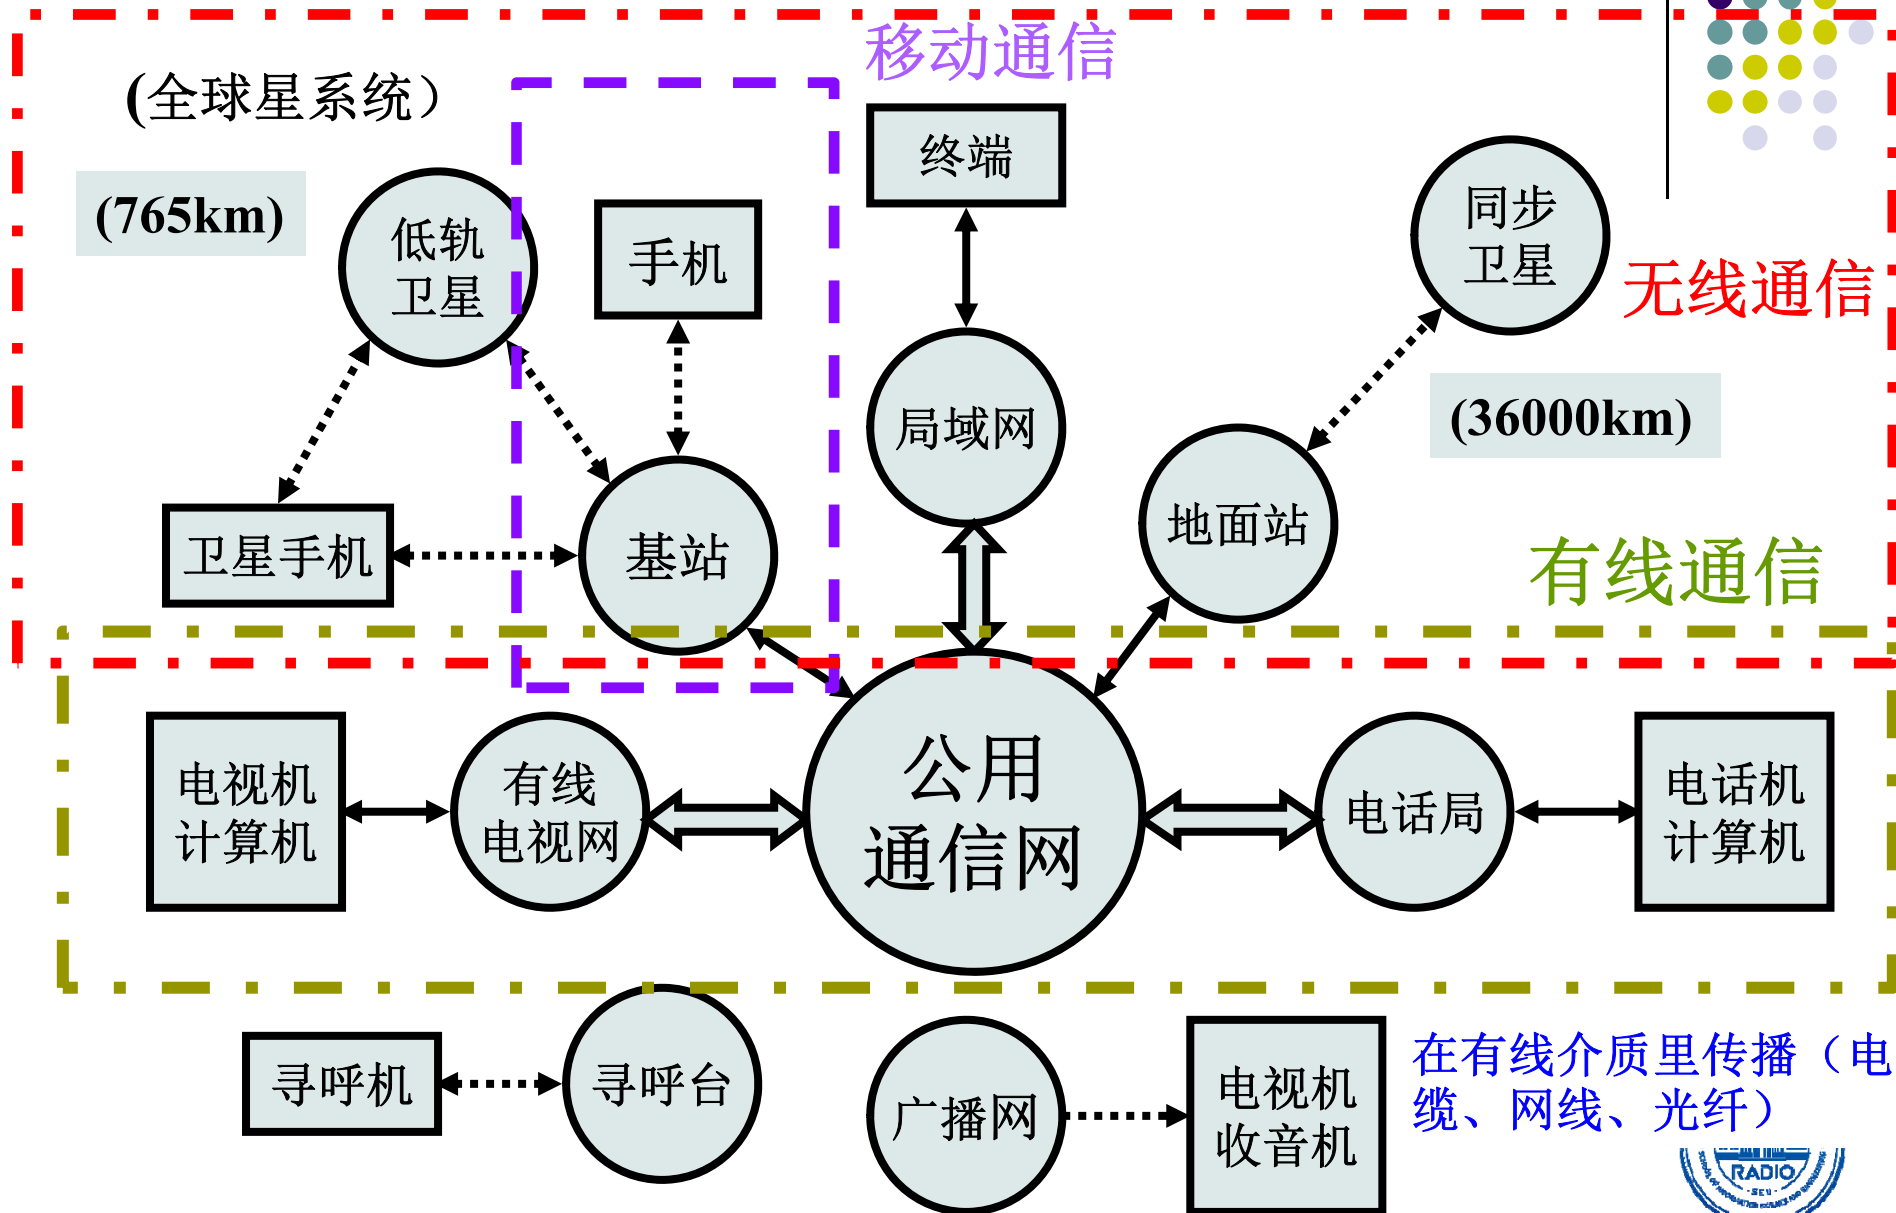 移动通信
(全球星系统）
终端
(765km)
低轨
卫星
手机
同步
卫星
无线通信
局域网
(36000km)
卫星手机
基站
地面站
有线通信
电视机
计算机
有线
电视网
公用
通信网
电话局
电话机
计算机
寻呼机
寻呼台
广播网
电视机
收音机
在有线介质里传播（电
缆、网线、光纤）
RADIO
SEU